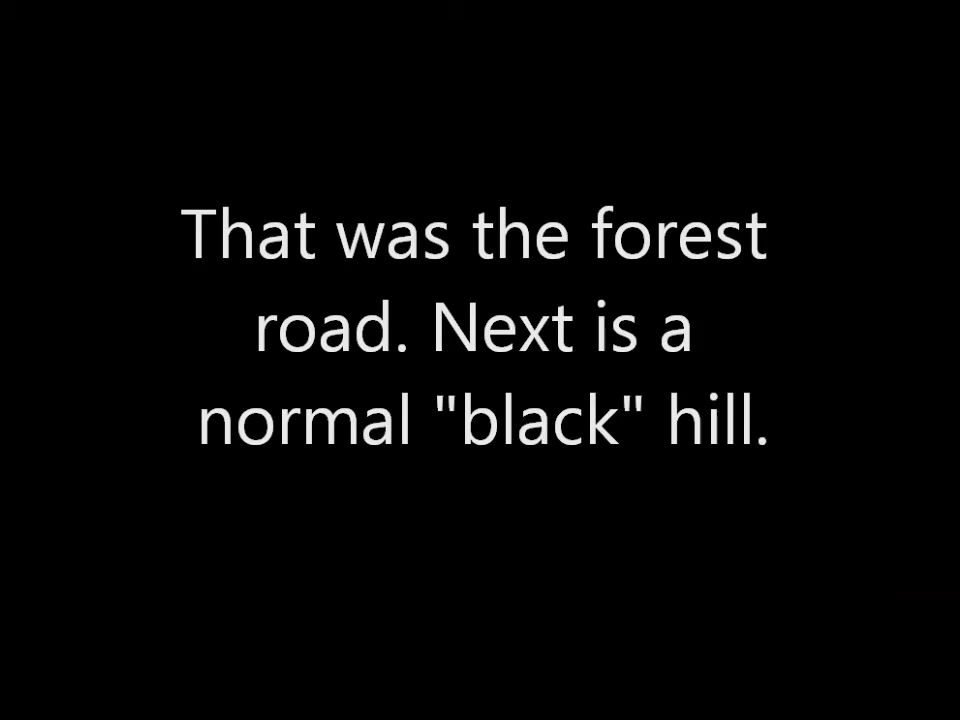 That was the forest
road. Next is a
normal "black" hill.